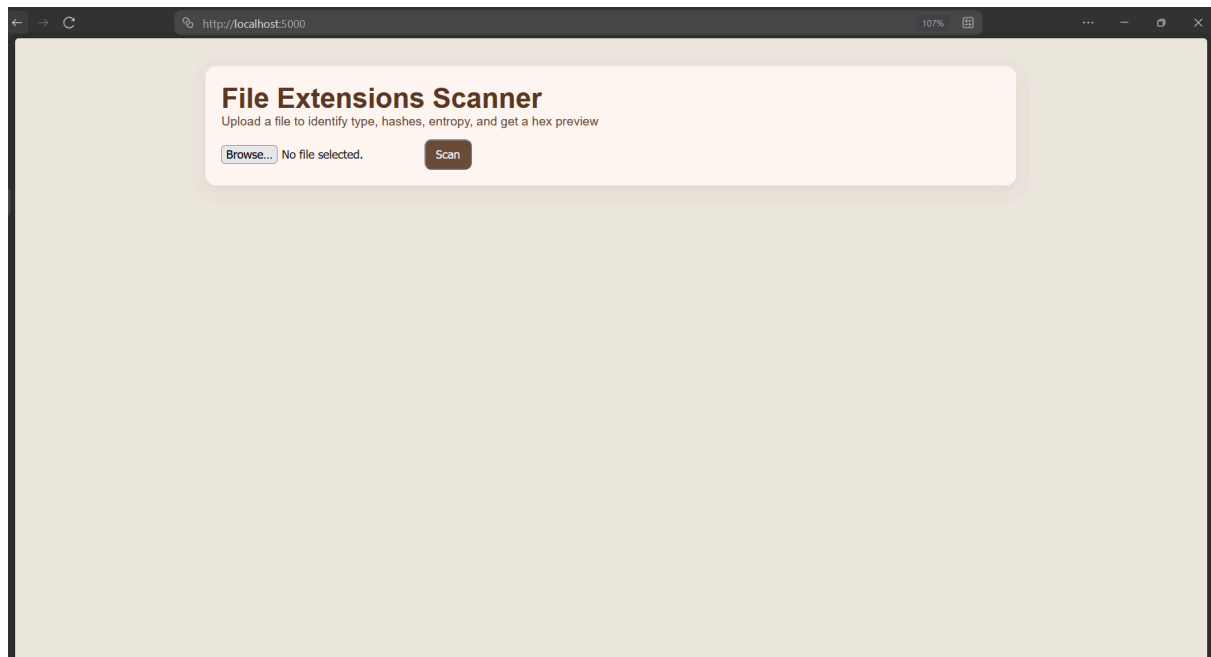 http://localhost:5000
107%
File Extensions Scanner
Upload a file to identify type, hashes, entropy, and get a hex preview
Browse... No file selected. Scan